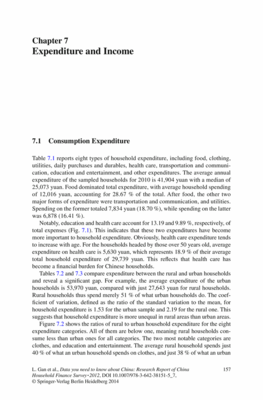 Chapter 7
Expenditure and Income
7.1 Consumption Expenditure
Table 7.1 reports eight types of household expenditure, including food, clothing,
utilities, daily purchases and durables, health care, transportation and communi-
cation, education and entertainment, and other expenditures. The average annual
expenditure of the sampled households for 2010 is 41,904 yuan with a median of
25,073 yuan. Food dominated total expenditure, with average household spending
of 12,016 yuan, accounting for 28.67 % of the total. After food, the other two
major forms of expenditure were transportation and communication, and utilities.
Spending on the former totaled 7,834 yuan (18.70 %), while spending on the latter
was 6,878 (16.41 %).
Notably, education and health care account for 13.19 and 9.89 %, respectively, of
total expenses (Fig. 7.1). This indicates that these two expenditures have become
more important to household expenditure. Obviously, health care expenditure tends
to increase with age. For the households headed by those over 50 years old, average
expenditure on health care is 5,630 yuan, which represents 18.9 % of their average
total household expenditure of 29,739 yuan. This reflects that health care has
become a financial burden for Chinese households.
Tables 7.2 and 7.3 compare expenditure between the rural and urban households
and reveal a significant gap. For example, the average expenditure of the urban
households is 53,970 yuan, compared with just 27,643 yuan for rural households.
Rural households thus spend merely 51 % of what urban households do. The coef-
ficient of variation, defined as the ratio of the standard variation to the mean, for
household expenditure is 1.53 for the urban sample and 2.19 for the rural one. This
suggests that household expenditure is more unequal in rural areas than urban areas.
Figure 7.2 shows the ratios of rural to urban household expenditure for the eight
expenditure categories. All of them are below one, meaning rural households con-
sume less than urban ones for all categories. The two most notable categories are
clothes, and education and entertainment. The average rural household spends just
40 % of what an urban household spends on clothes, and just 38 % of what an urban
L. Gan et al., Data you need to know about China: Research Report of China
Household Finance Survey•2012, DOI 10.1007/978-3-642-38151-5_7,
© Springer-Verlag Berlin Heidelberg 2014
157